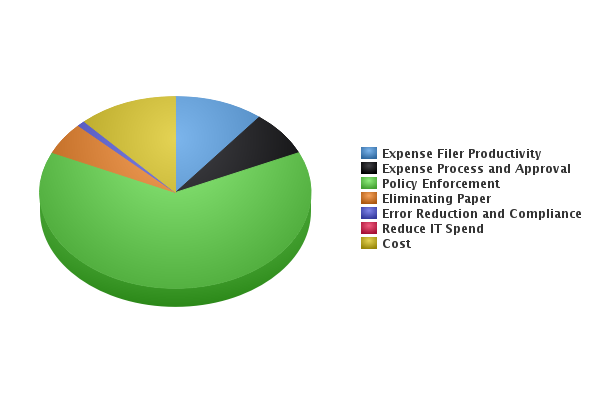 Expense Filer Productivity
Expense Process and Approval
Policy Enforcement
Eliminating Paper
Error Reduction and Compliance
Reduce IT Spend
Cost